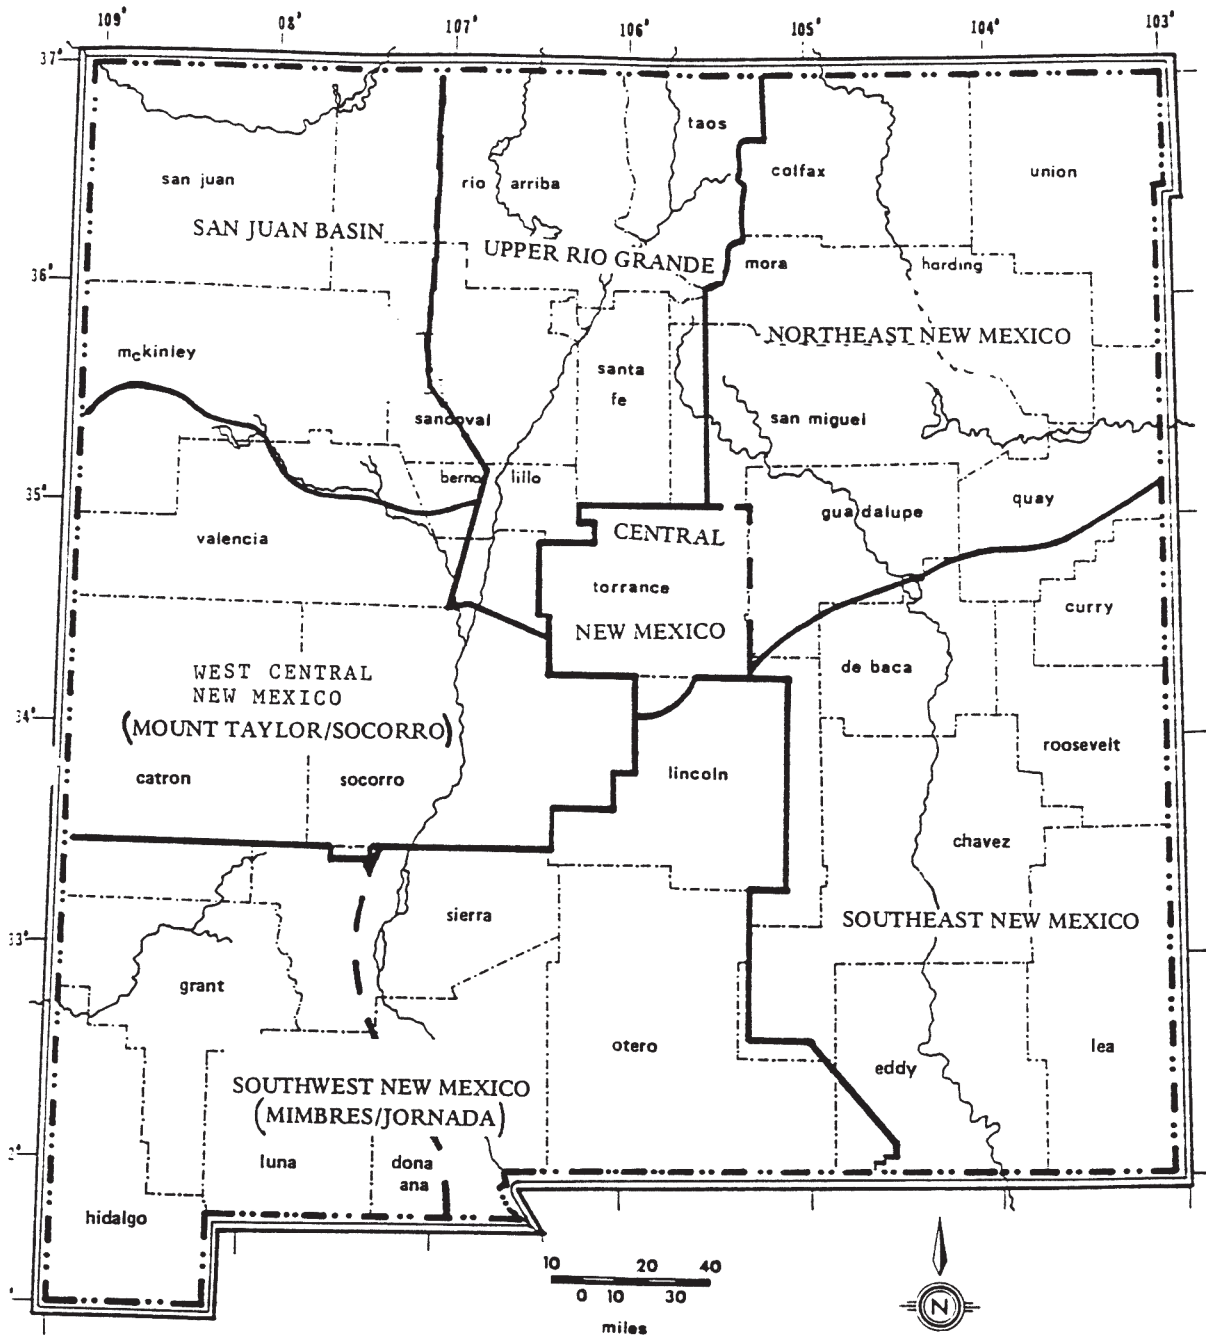 109° 08° 107° 106° 105° 104° 103°
37°
taos
colfax
union
san juan
rio arriba
SAN JUAN BASIN
UPPER RIO GRANDE
mora
harding
36°
NORTHEAST NEW MEXICO
mckinley
santa
fe
sandoval
san miguel
berna lillo
35°
quay
guadalupe
CENTRAL
valencia
torrance
curry
NEW MEXICO
de baca
WEST CENTRAL
NEW MEXICO
(MOUNT TAYLOR/SOCORRO)
34°
roosevelt
catron
socorro
lincoln
chavez
sierra
SOUTHEAST NEW MEXICO
33°
grant
otero
lea
eddy
SOUTHWEST NEW MEXICO
(MIMBRES/JORNADA)
2°
luna
dona
ana
hidalgo
10 20 40
0 10 30
miles
N